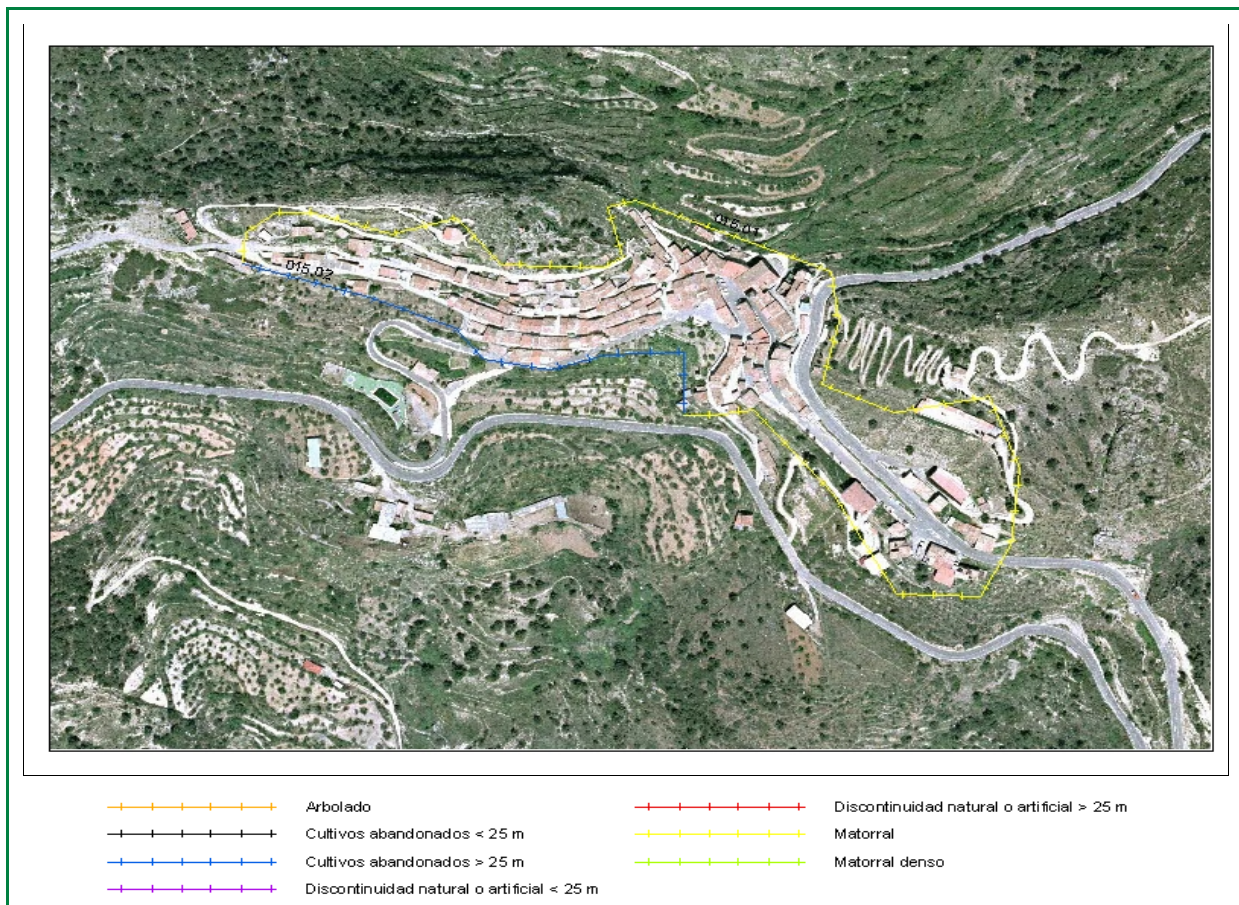 015.01
015.02
Arbolado
Cultivos abandonados < 25 m
Cultivos abandonados > 25 m
Discontinuidad natural o artificial < 25 m
Discontinuidad natural o artificial > 25 m
Matorral
Matorral denso